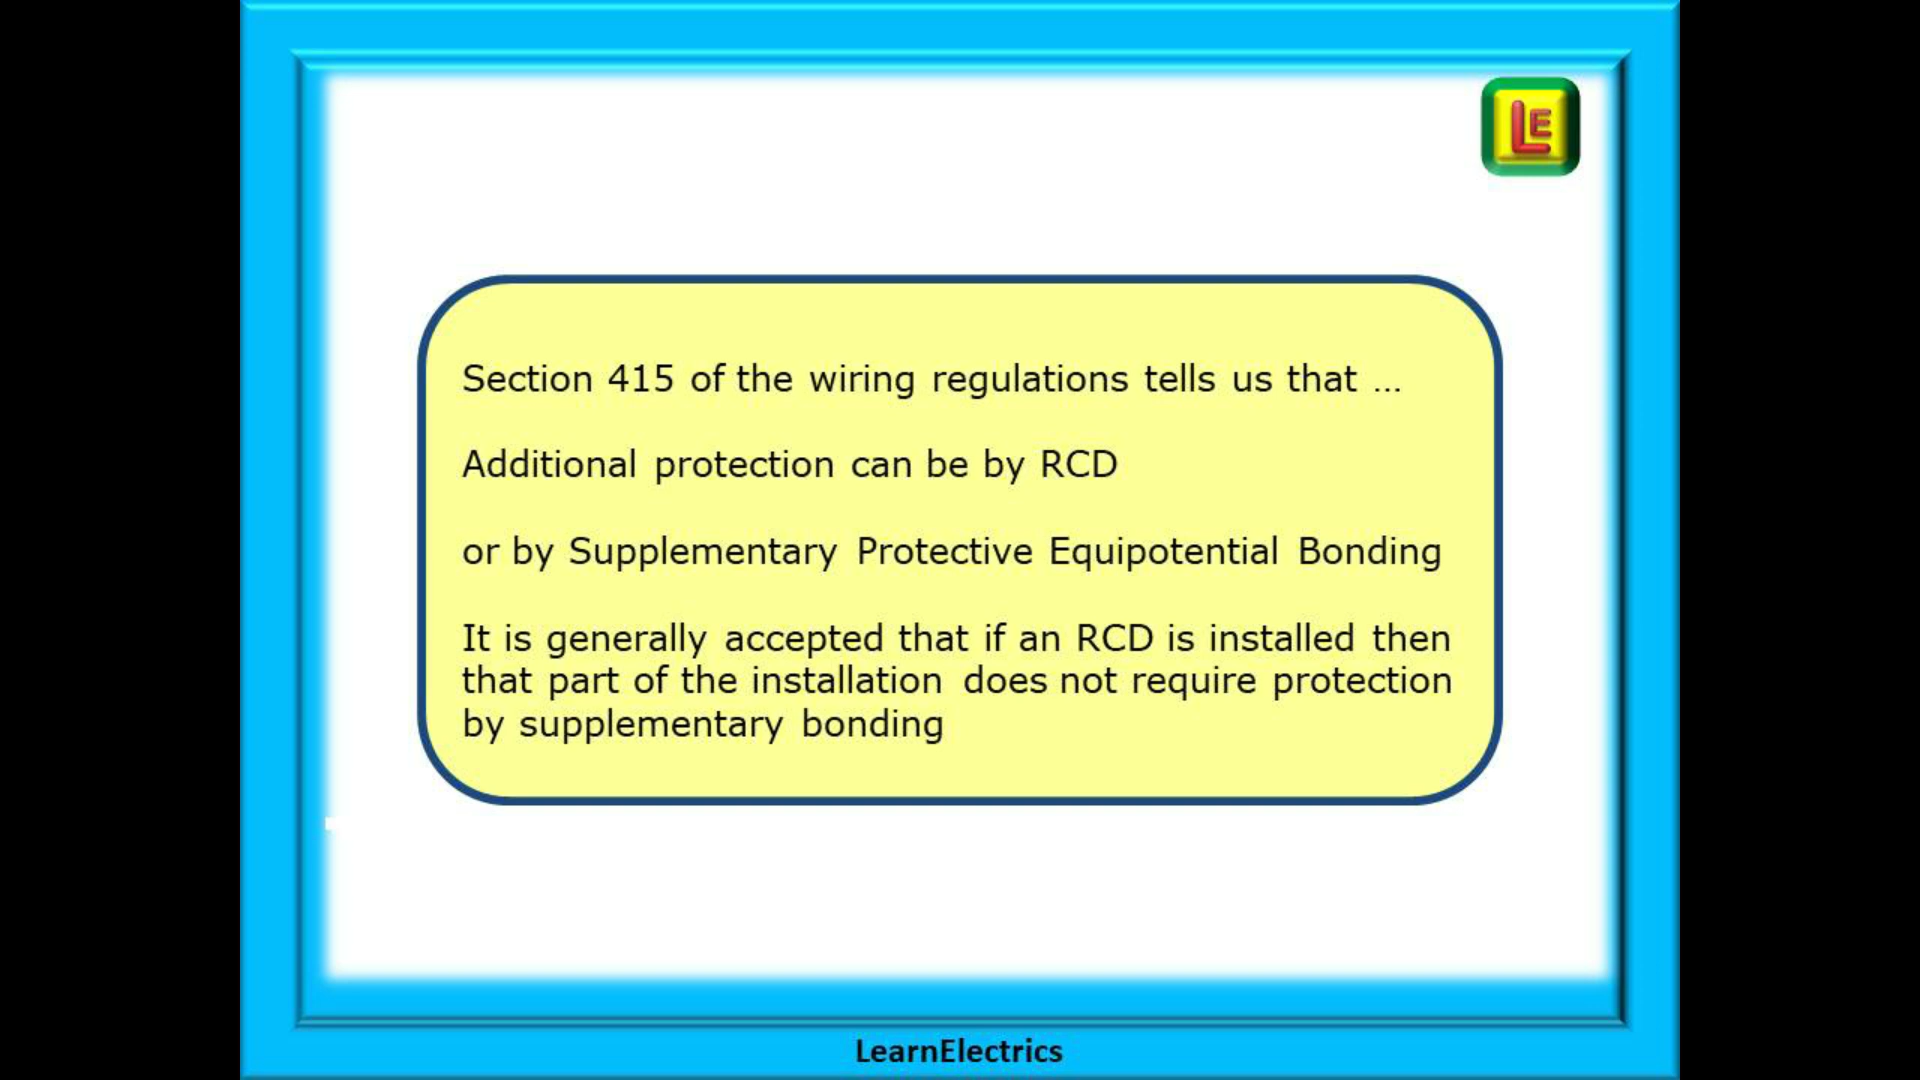 LE
Section 415 of the wiring regulations tells us that ...
Additional protection can be by RCD
or by Supplementary Protective Equipotential Bonding
It is generally accepted that if an RCD is installed then
that part of the installation does not require protection
by supplementary bonding
LearnElectrics